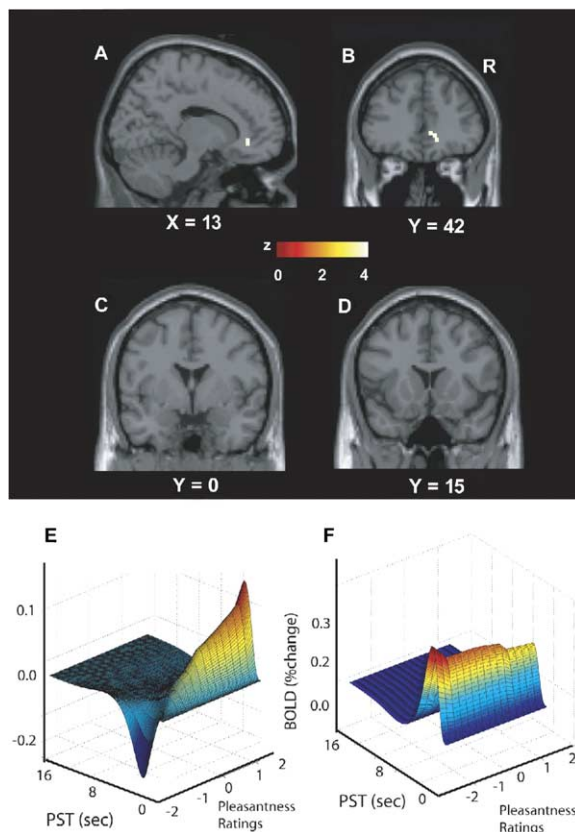 A
B
R
X = 13
Y = 42
z
0 2 4
C
D
Y = 0
Y = 15
E
0.1
0.0
-0.2
16
8
0
-2
-1
0
1
2
PST (sec)
Pleasantness
Ratings
F
BOLD (%change)
0.3
0.2
0.0
16
8
0
-2
-1
0
1
2
PST (sec)
Pleasantness
Ratings